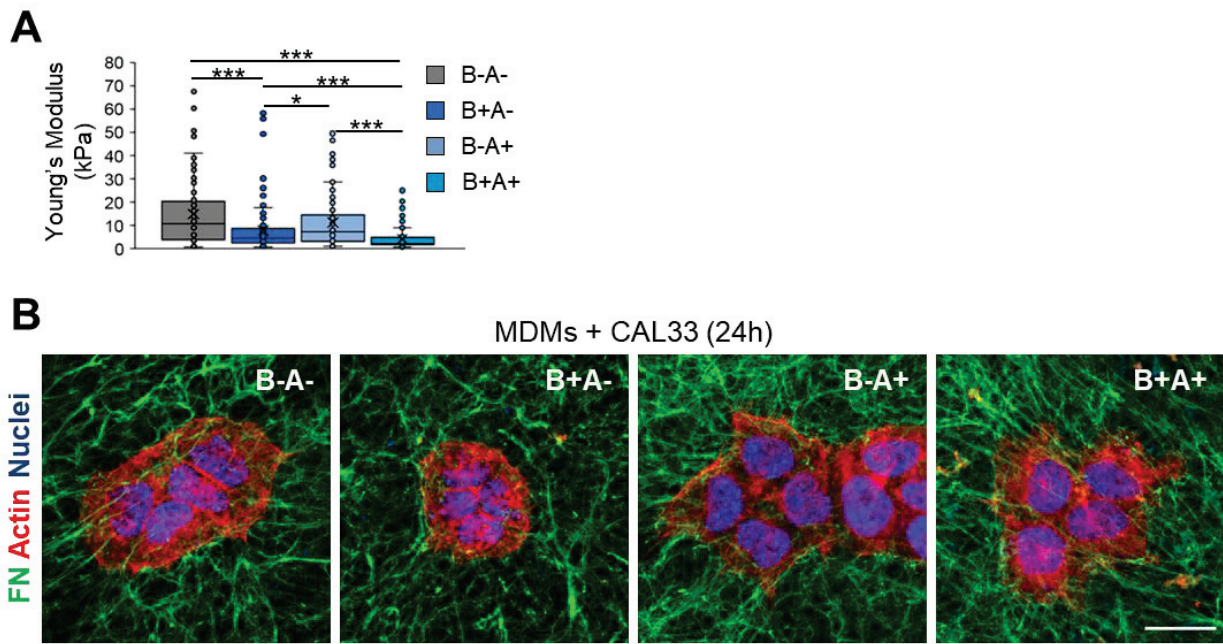 A
Young's Modulus
(kPa)
80
70
60
50
40
30
20
10
0
***
***
***
*
***
B-A-
B+A-
B-A+
B+A+
B
MDMs + CAL33 (24h)
FN Actin Nuclei
B-A-
B+A-
B-A+
B+A+